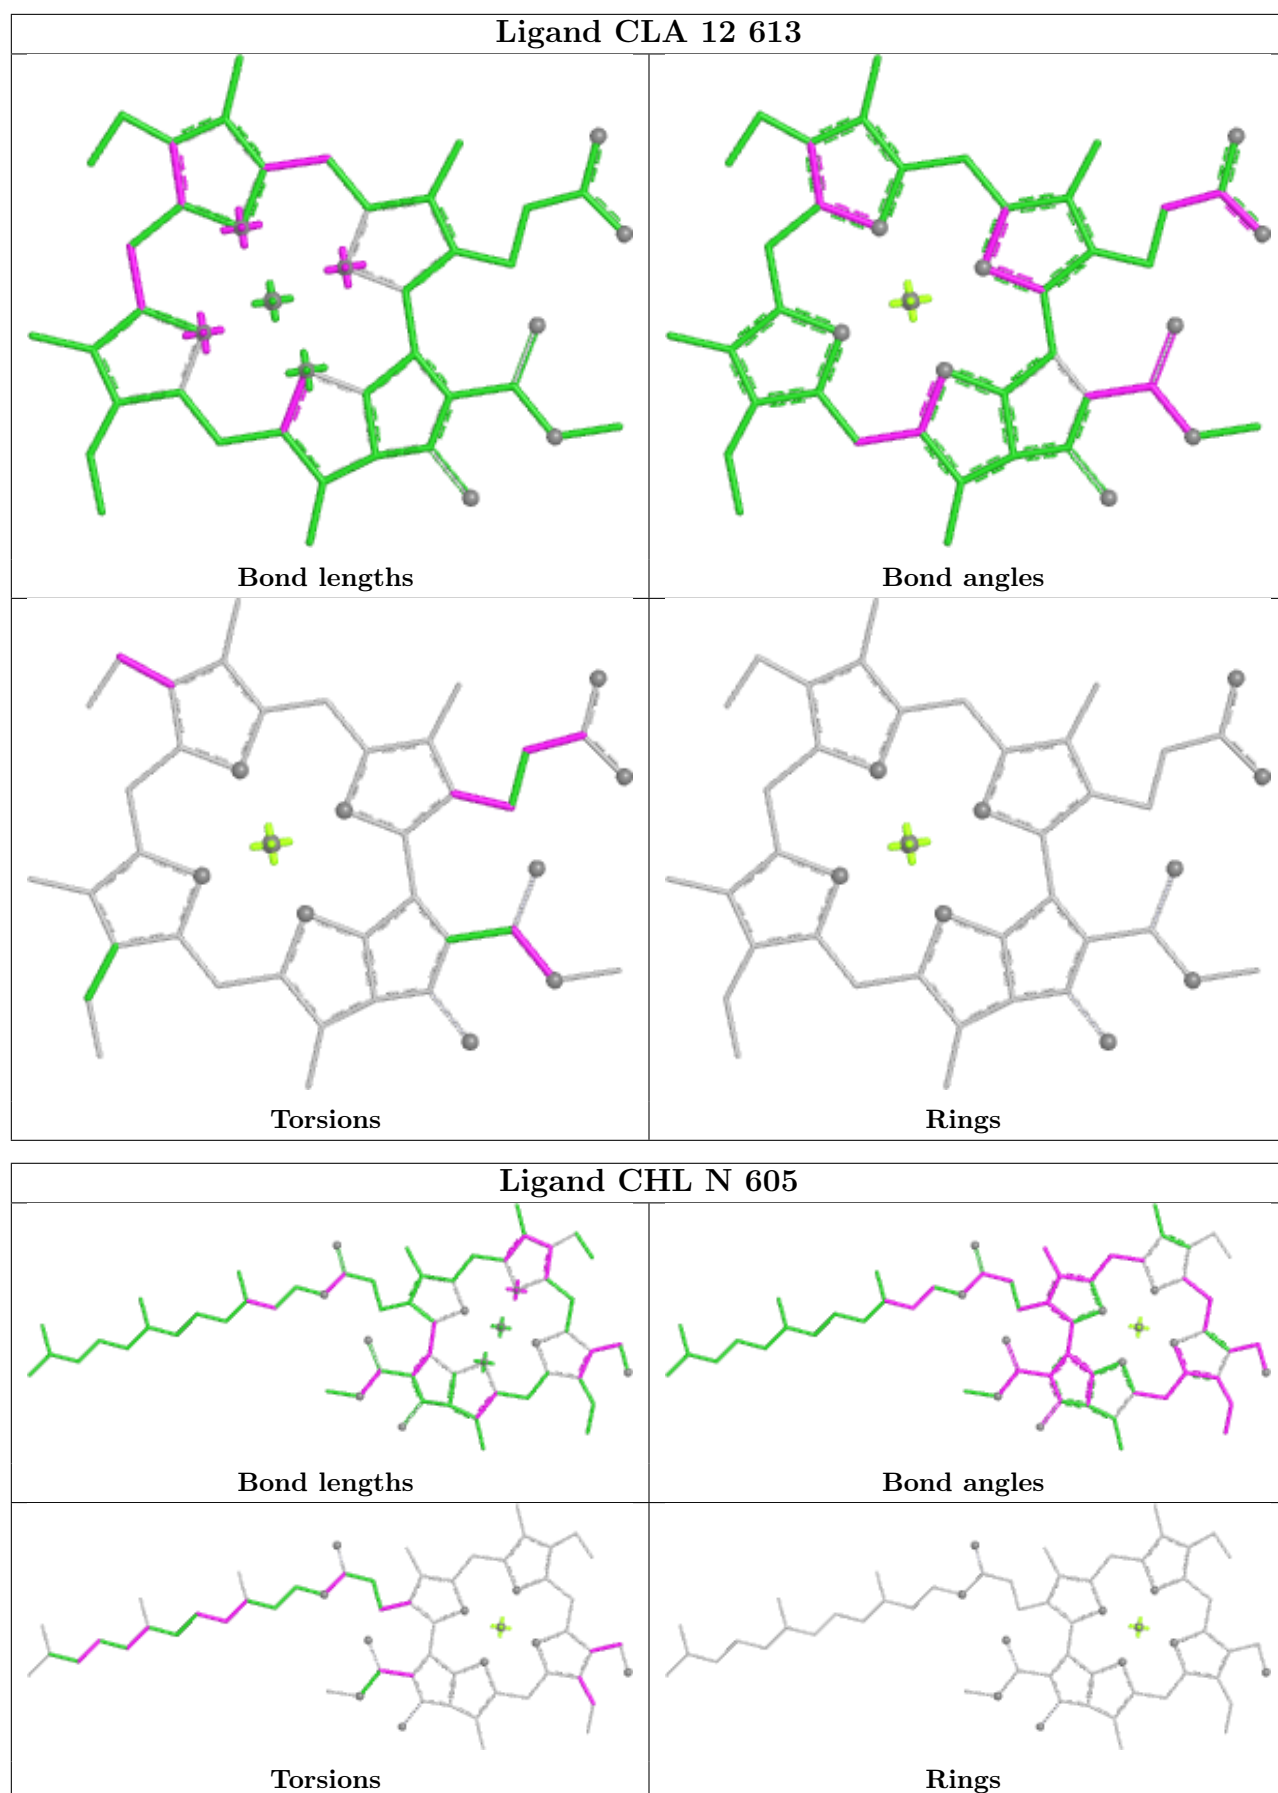 Ligand CLA 12 613
Bond lengths
Bond angles
Torsions
Rings
Ligand CHL N 605
Bond lengths
Bond angles
Torsions
Rings